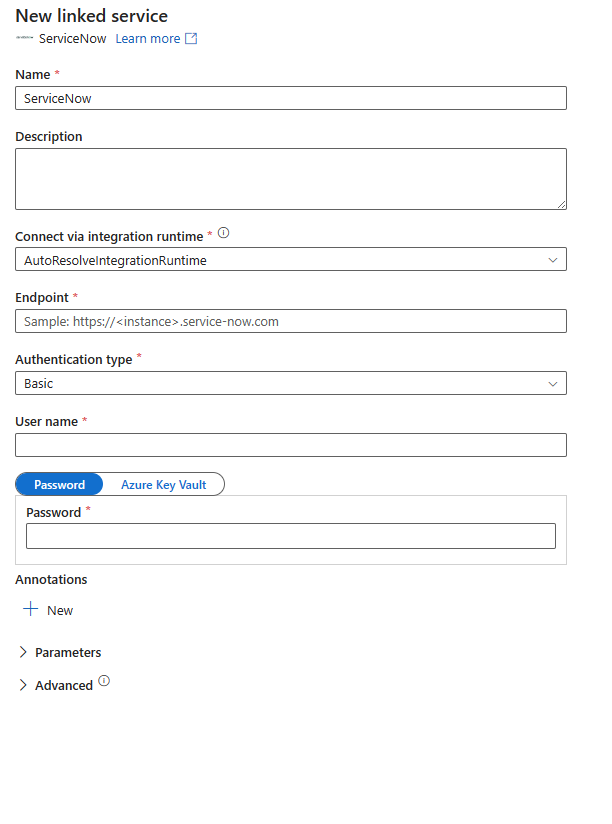 New linked service
ServiceNow Learn more
Name *
ServiceNow
Description
Connect via integration runtime *
AutoResolveIntegrationRuntime
Endpoint *
Sample: https://<instance>.service-now.com
Authentication type *
Basic
User name *
Password Azure Key Vault
Password *
Annotations
New
Parameters
Advanced